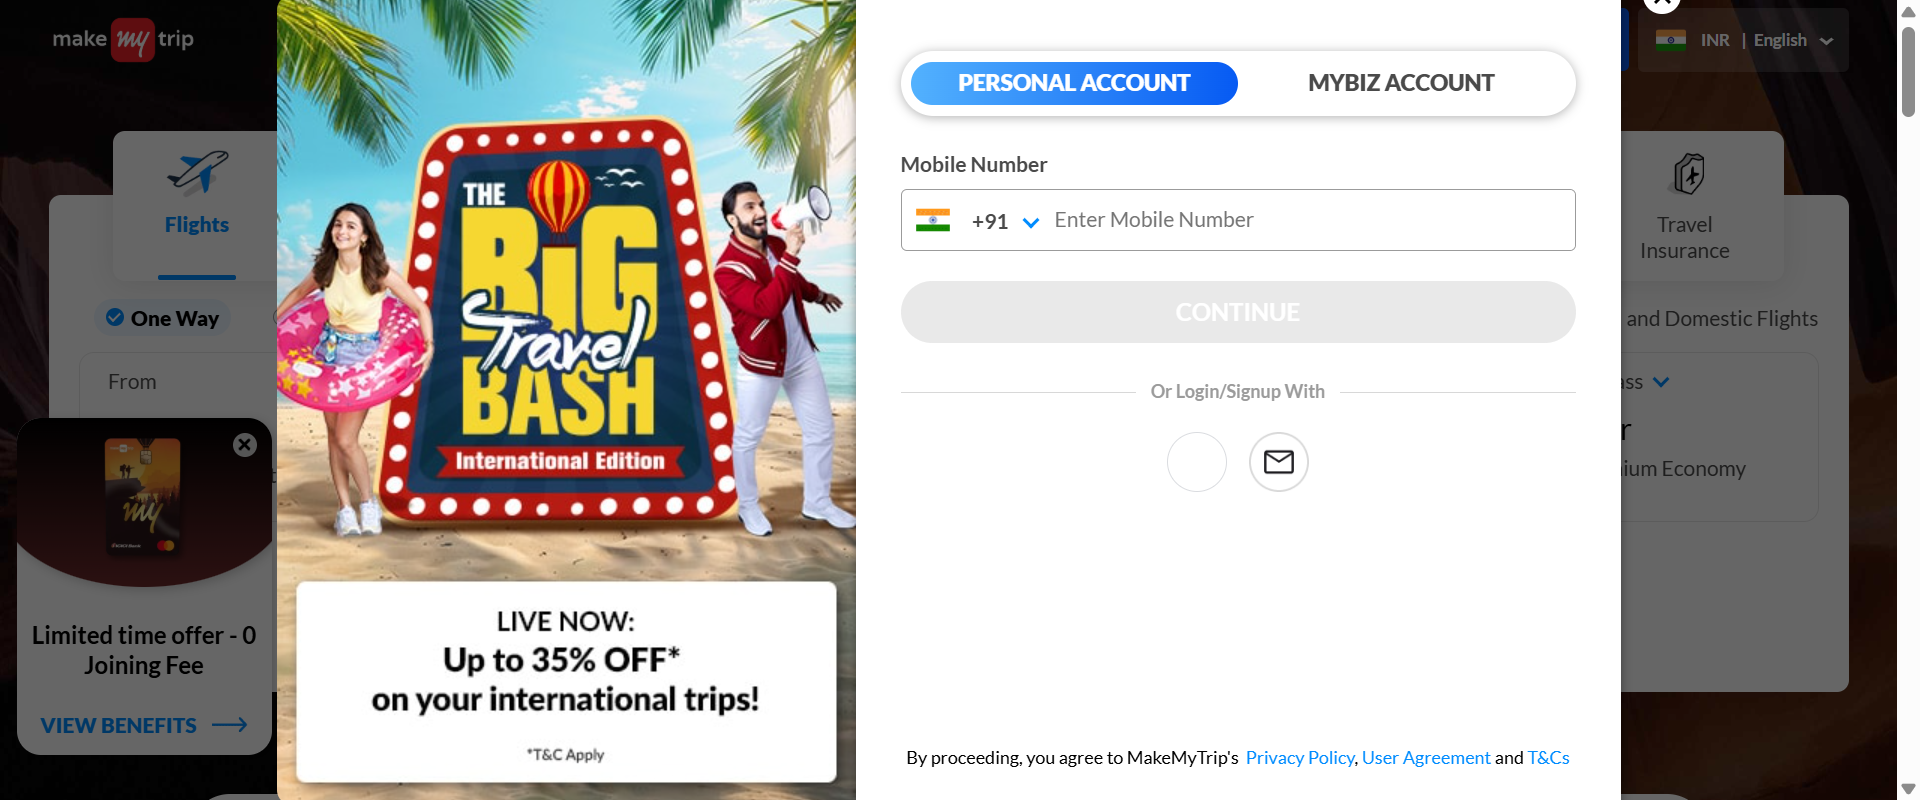 make my trip
INR | English
Flights
One Way
From
my
Limited time offer - 0
Joining Fee
VIEW BENEFITS
THE
BIG
Travel
BASH
International Edition
LIVE NOW:
Up to 35% OFF*
on your international trips!
*T&C Apply
PERSONAL ACCOUNT
MYBIZ ACCOUNT
Mobile Number
+91
Enter Mobile Number
CONTINUE
Or Login/Signup With
By proceeding, you agree to MakeMyTrip's Privacy Policy, User Agreement and T&Cs
Travel
Insurance
and Domestic Flights
Economy